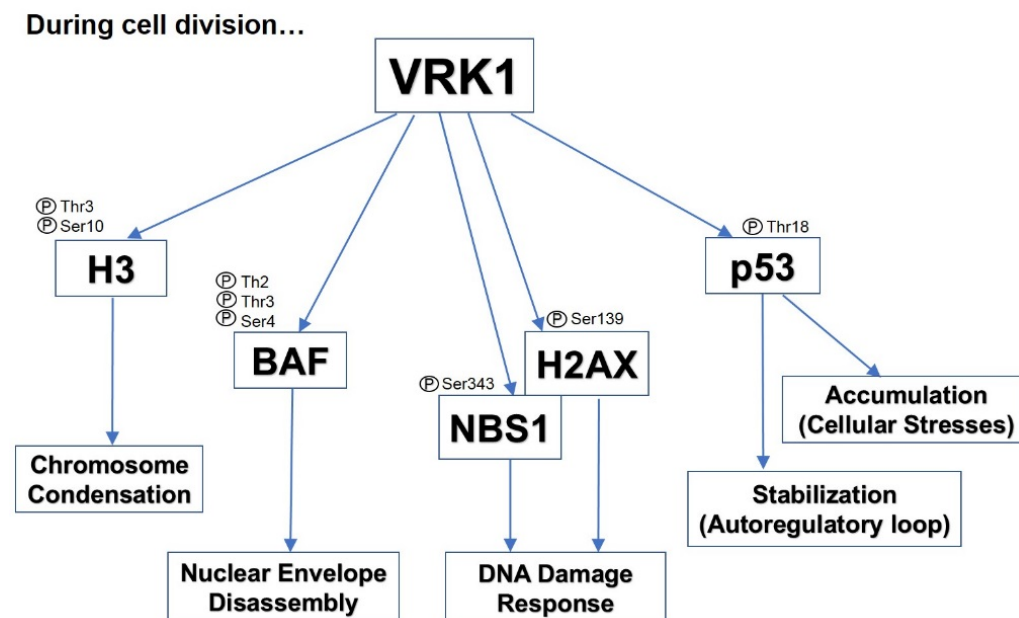 During cell division…
VRK1
Ⓟ Thr3
Ⓟ Ser10
H3
Ⓟ Th2
Ⓟ Thr3
Ⓟ Ser4
BAF
Ⓟ Ser343
NBS1
Ⓟ Ser139
H2AX
Ⓟ Thr18
p53
Chromosome
Condensation
Nuclear Envelope
Disassembly
DNA Damage
Response
Stabilization
(Autoregulatory loop)
Accumulation
(Cellular Stresses)